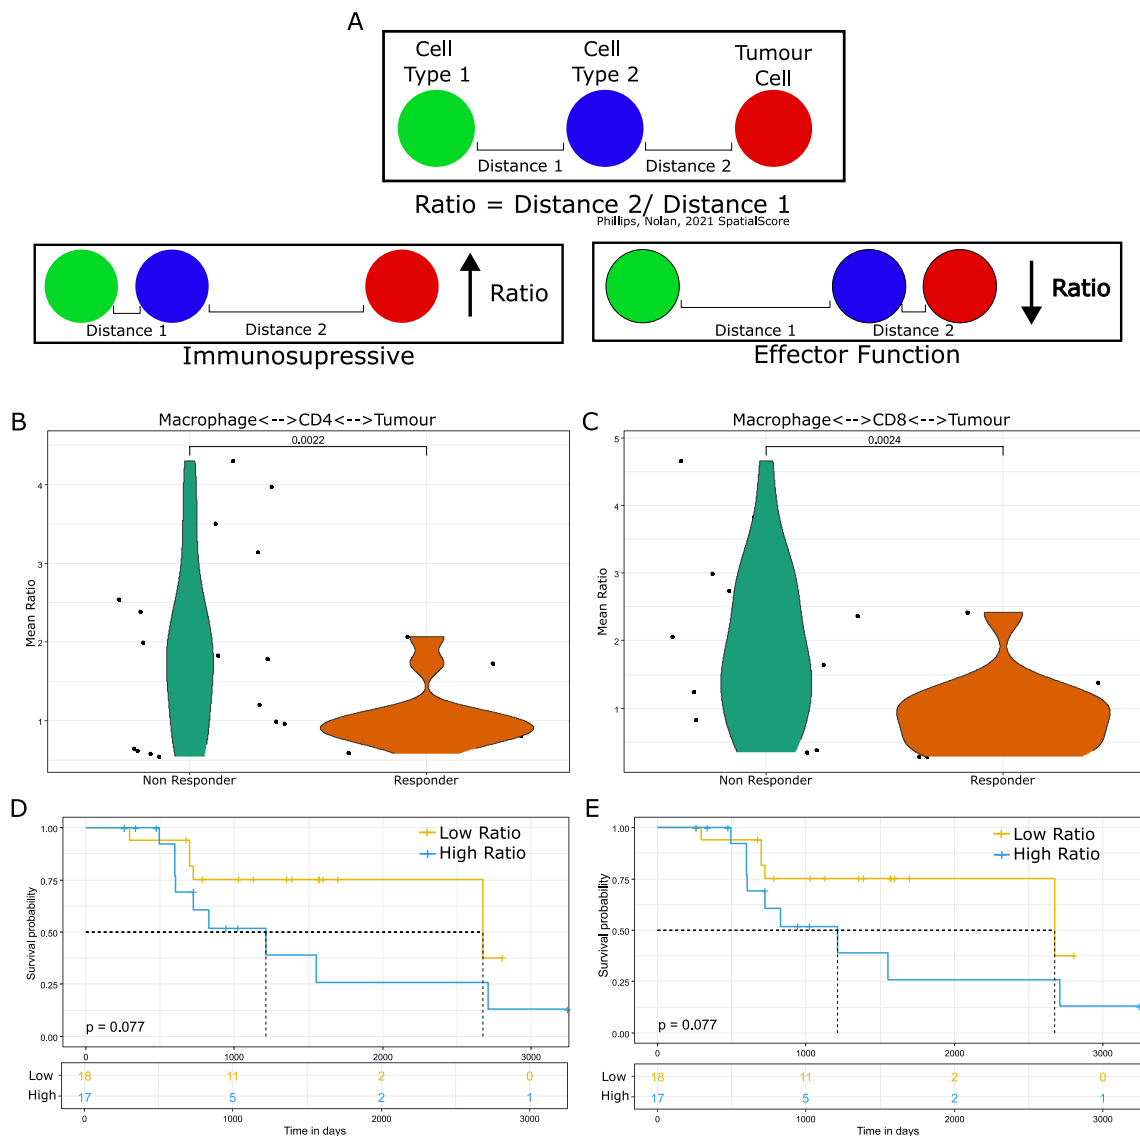 A
Cell
Type 1
Cell
Type 2
Tumour
Cell
Distance 1
Distance 2
Ratio = Distance 2/ Distance 1
Phillips, Nolan, 2021 SpatialScore
Distance 1
Distance 2
Ratio
Immunosupressive
Distance 1
Distance 2
Ratio
Effector Function
B
Macrophage<-->CD4<-->Tumour
0.0022
Mean Ratio
4
3
2
1
Non Responder
Responder
C
Macrophage<-->CD8<-->Tumour
0.0024
Mean Ratio
5
4
3
2
1
Non Responder
Responder
D
Low Ratio
High Ratio
Survival probability
1.00
0.75
0.50
0.25
0.00
p = 0.077
0
1000
2000
3000
Low
18
11
2
0
High
17
5
2
1
0
1000
2000
3000
Time in days
E
Low Ratio
High Ratio
Survival probability
1.00
0.75
0.50
0.25
0.00
p = 0.077
0
1000
2000
3000
Low
18
11
2
0
High
17
5
2
1
0
1000
2000
3000
Time in days